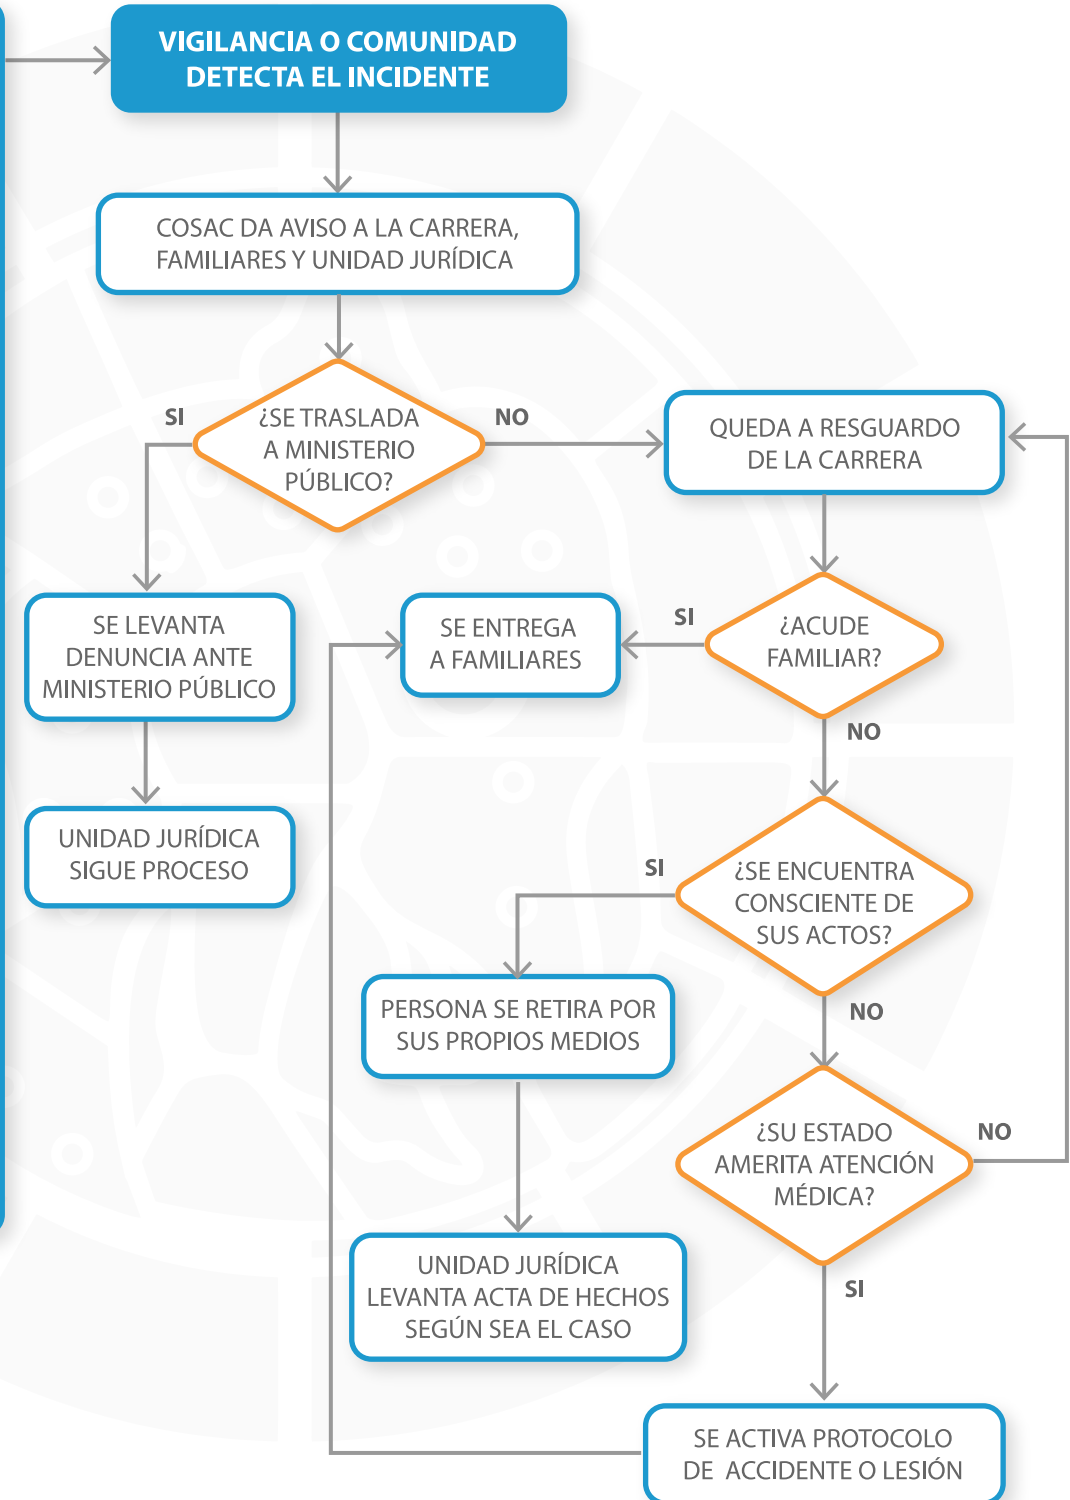 VIGILANCIA O COMUNIDAD
DETECTA EL INCIDENTE
COSAC DA AVISO A LA CARRERA,
FAMILIARES Y UNIDAD JURÍDICA
SI
¿SE TRASLADA
A MINISTERIO
PÚBLICO?
NO
QUEDA A RESGUARDO
DE LA CARRERA
SE LEVANTA
DENUNCIA ANTE
MINISTERIO PÚBLICO
SE ENTREGA
A FAMILIARES
SI
¿ACUDE
FAMILIAR?
NO
UNIDAD JURÍDICA
SIGUE PROCESO
SI
¿SE ENCUENTRA
CONSCIENTE DE
SUS ACTOS?
NO
PERSONA SE RETIRA POR
SUS PROPIOS MEDIOS
¿SU ESTADO
AMERITA ATENCIÓN
MÉDICA?
NO
SI
UNIDAD JURÍDICA
LEVANTA ACTA DE HECHOS
SEGÚN SEA EL CASO
SE ACTIVA PROTOCOLO
DE ACCIDENTE O LESIÓN